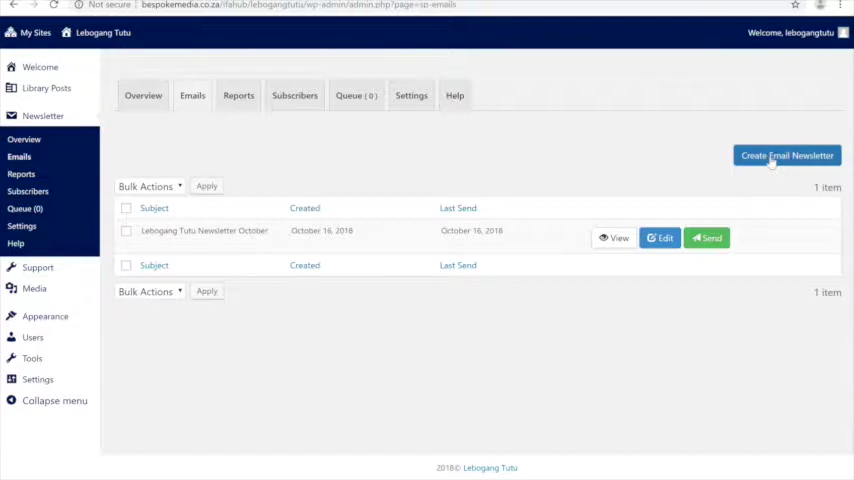 Not secure bespokemedia.co.za/ifahub/lebogangtutu/wp-admin/admin.php?page=sp-emails
My Sites Lebogang Tutu Welcome, lebogangtutu
Welcome
Library Posts
Newsletter
Overview
Emails
Reports
Subscribers
Queue (0)
Settings
Help
Support
Media
Appearance
Users
Tools
Settings
Collapse menu
Overview Emails Reports Subscribers Queue ( 0 ) Settings Help
Create Email Newsletter
Bulk Actions Apply 1 item
Subject Created Last Send
Lebogang Tutu Newsletter October October 16, 2018 October 16, 2018 View Edit Send
Subject Created Last Send
Bulk Actions Apply 1 item
2018© Lebogang Tutu